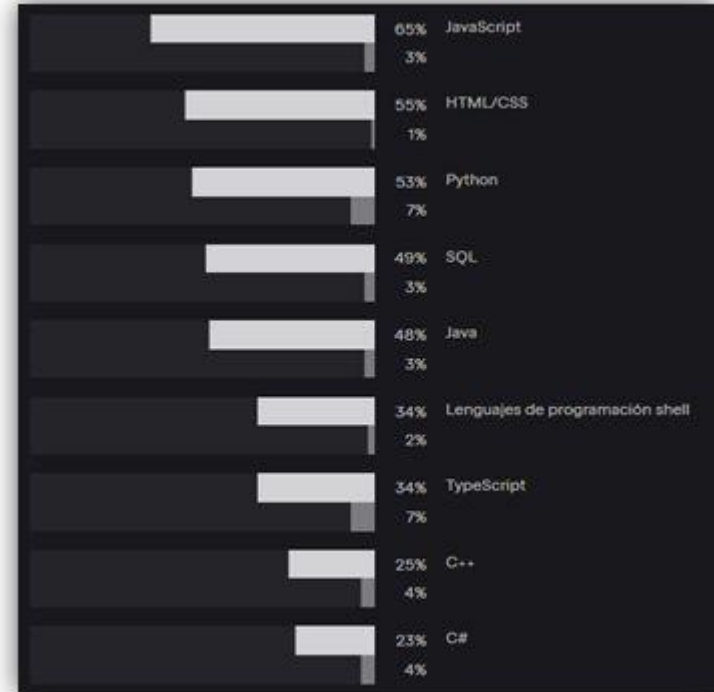 65% JavaScript
3%
55% HTML/CSS
1%
53% Python
7%
49% SQL
3%
48% Java
3%
34% Lenguajes de programación shell
2%
34% TypeScript
7%
25% C++
4%
23% C#
4%